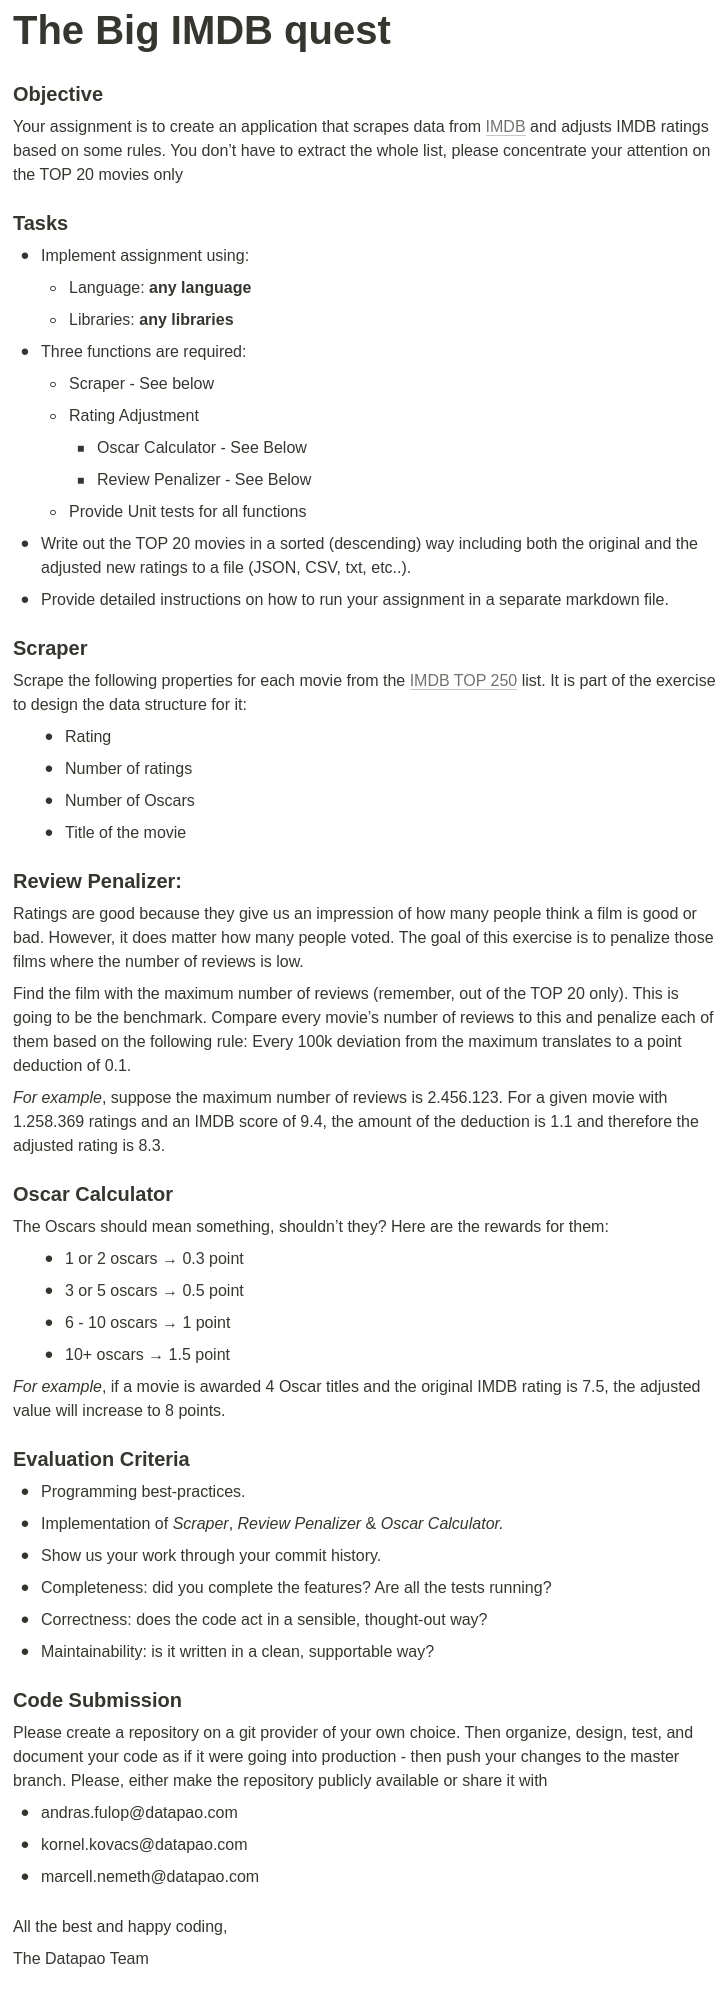 The Big IMDB quest
Objective
Your assignment is to create an application that scrapes data from IMDB and adjusts IMDB ratings
based on some rules. You don’t have to extract the whole list, please concentrate your attention on
the TOP 20 movies only
Tasks
• Implement assignment using:
◦ Language: any language
◦ Libraries: any libraries
• Three functions are required:
◦ Scraper - See below
◦ Rating Adjustment
▪ Oscar Calculator - See Below
▪ Review Penalizer - See Below
◦ Provide Unit tests for all functions
• Write out the TOP 20 movies in a sorted (descending) way including both the original and the
adjusted new ratings to a file (JSON, CSV, txt, etc..).
• Provide detailed instructions on how to run your assignment in a separate markdown file.
Scraper
Scrape the following properties for each movie from the IMDB TOP 250 list. It is part of the exercise
to design the data structure for it:
• Rating
• Number of ratings
• Number of Oscars
• Title of the movie
Review Penalizer:
Ratings are good because they give us an impression of how many people think a film is good or
bad. However, it does matter how many people voted. The goal of this exercise is to penalize those
films where the number of reviews is low.
Find the film with the maximum number of reviews (remember, out of the TOP 20 only). This is
going to be the benchmark. Compare every movie’s number of reviews to this and penalize each of
them based on the following rule: Every 100k deviation from the maximum translates to a point
deduction of 0.1.
For example, suppose the maximum number of reviews is 2.456.123. For a given movie with
1.258.369 ratings and an IMDB score of 9.4, the amount of the deduction is 1.1 and therefore the
adjusted rating is 8.3.
Oscar Calculator
The Oscars should mean something, shouldn’t they? Here are the rewards for them:
• 1 or 2 oscars → 0.3 point
• 3 or 5 oscars → 0.5 point
• 6 - 10 oscars → 1 point
• 10+ oscars → 1.5 point
For example, if a movie is awarded 4 Oscar titles and the original IMDB rating is 7.5, the adjusted
value will increase to 8 points.
Evaluation Criteria
• Programming best-practices.
• Implementation of Scraper, Review Penalizer & Oscar Calculator.
• Show us your work through your commit history.
• Completeness: did you complete the features? Are all the tests running?
• Correctness: does the code act in a sensible, thought-out way?
• Maintainability: is it written in a clean, supportable way?
Code Submission
Please create a repository on a git provider of your own choice. Then organize, design, test, and
document your code as if it were going into production - then push your changes to the master
branch. Please, either make the repository publicly available or share it with
• andras.fulop@datapao.com
• kornel.kovacs@datapao.com
• marcell.nemeth@datapao.com
All the best and happy coding,
The Datapao Team